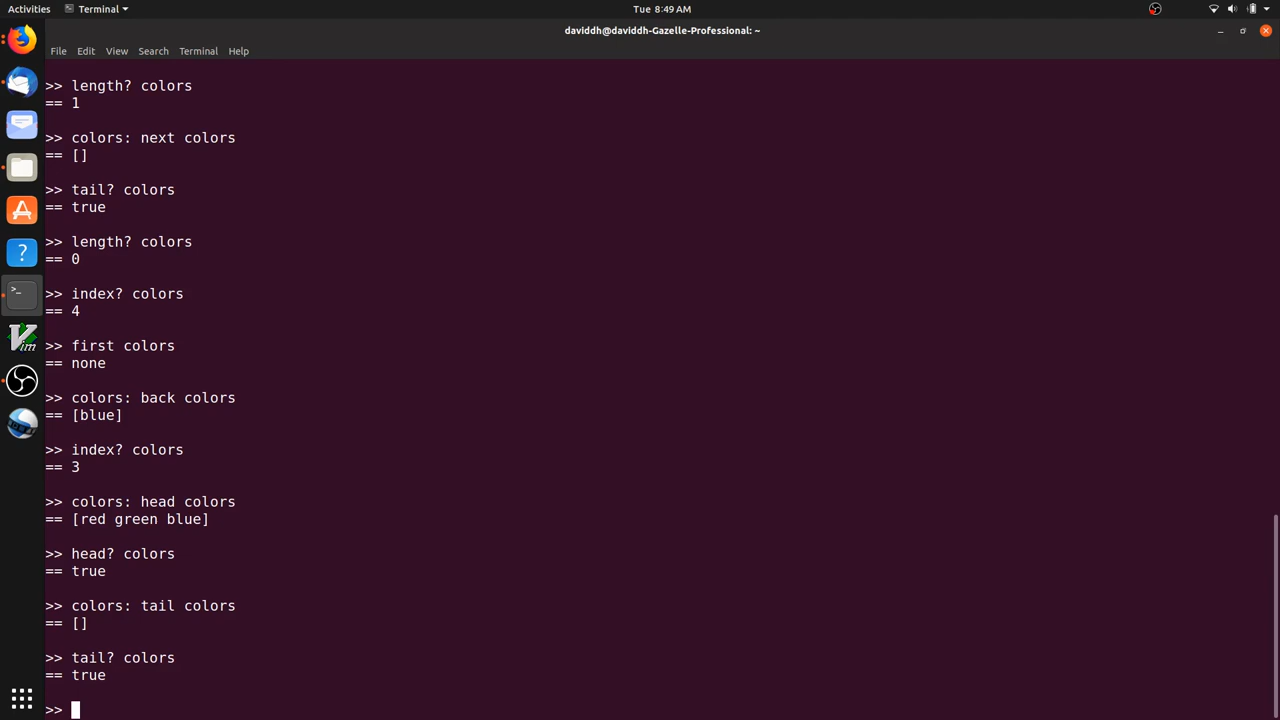 Activities Terminal Tue 8:49 AM
daviddh@daviddh-Gazelle-Professional: ~
File Edit View Search Terminal Help
>> length? colors
== 1
>> colors: next colors
== []
>> tail? colors
== true
>> length? colors
== 0
>> index? colors
== 4
>> first colors
== none
>> colors: back colors
== [blue]
>> index? colors
== 3
>> colors: head colors
== [red green blue]
>> head? colors
== true
>> colors: tail colors
== []
>> tail? colors
== true
>>